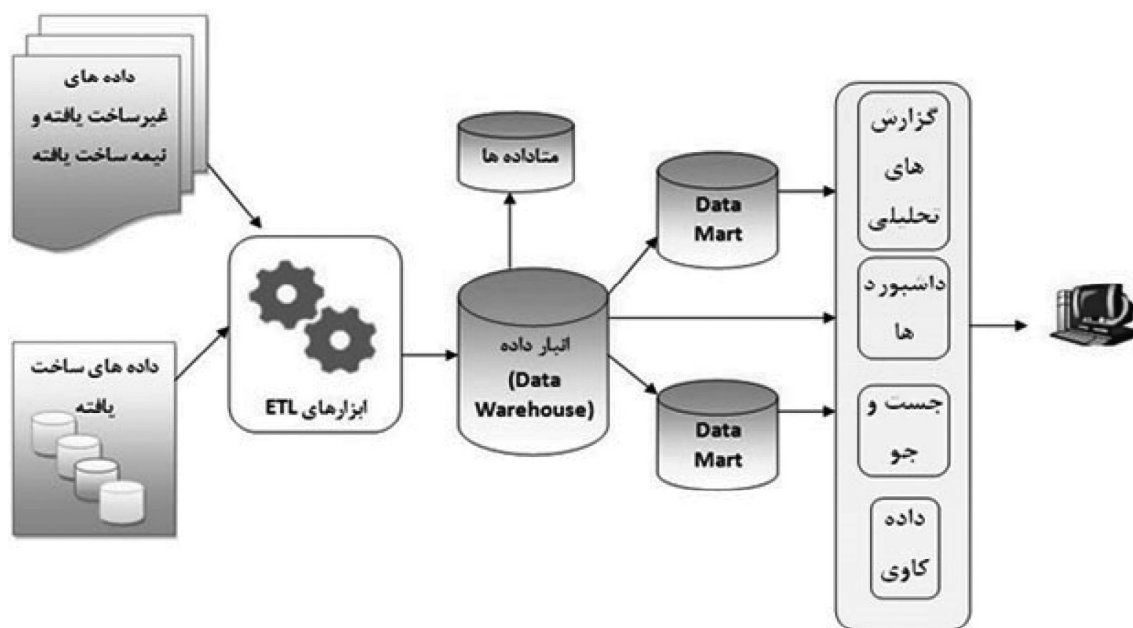 داده های
غیرساخت یافته و
نیمه ساخت یافته
داده های ساخت
یافته
ابزارهای ETL
متاداده ها
انبار داده
(Data
Warehouse)
Data
Mart
Data
Mart
گزارش
های
تحلیلی
داشبورد
ها
جست و
جو
داده
کاوی